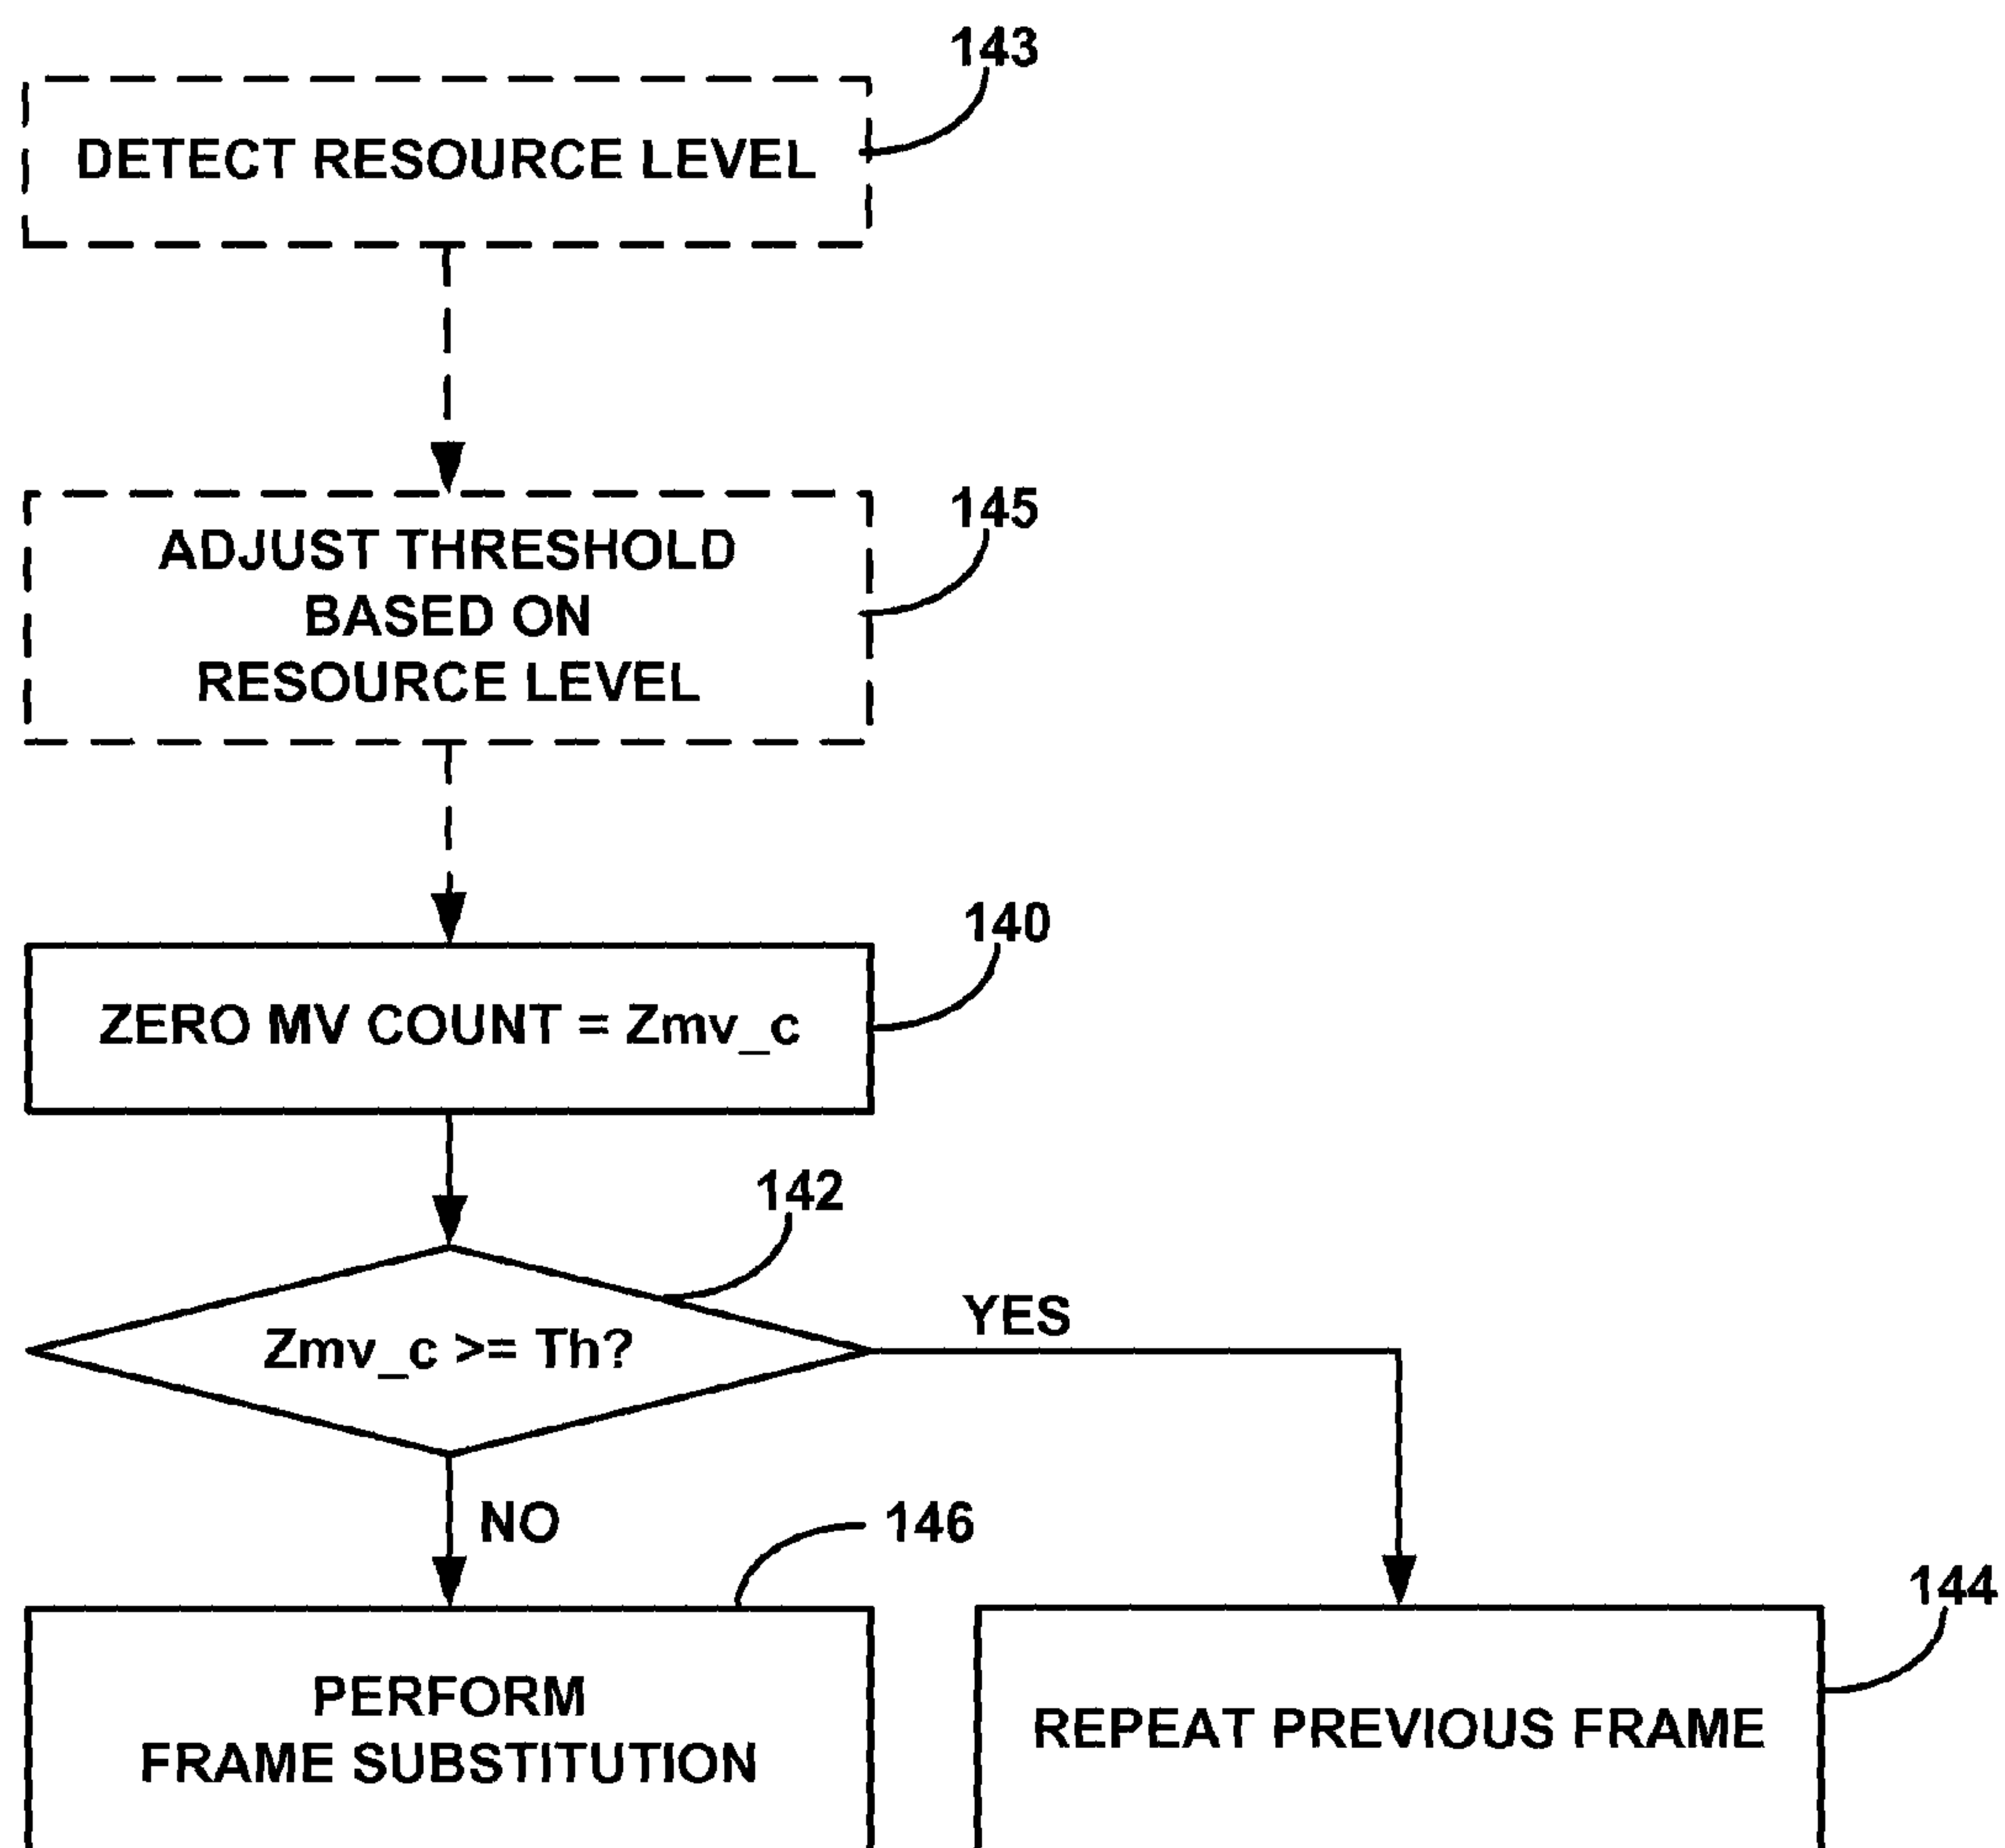 143
DETECT RESOURCE LEVEL
145
ADJUST THRESHOLD
BASED ON
RESOURCE LEVEL
140
ZERO MV COUNT = Zmv_c
142
Zmv_c >= Th?
YES
NO
146
144
PERFORM
FRAME SUBSTITUTION
REPEAT PREVIOUS FRAME